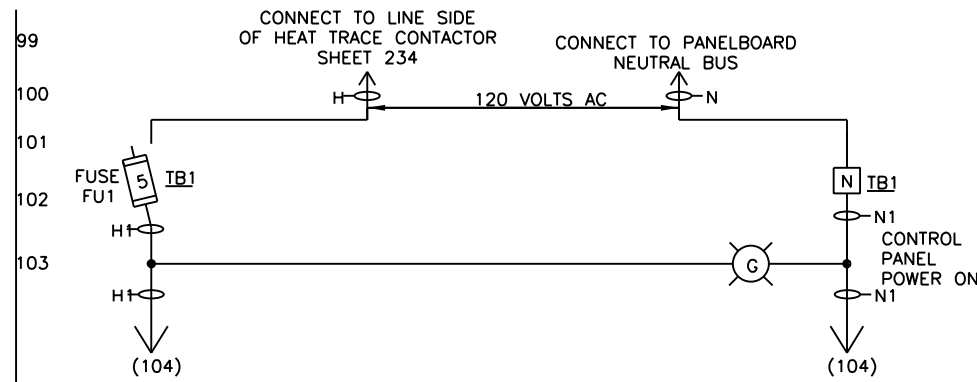 CONNECT TO LINE SIDE
OF HEAT TRACE CONTACTOR
SHEET 234
CONNECT TO PANELBOARD
NEUTRAL BUS
99
100
H
120 VOLTS AC
N
101
FUSE
FU1
5
TB1
N
TB1
102
H1
N1
103
G
CONTROL
PANEL
POWER ON
H1
N1
(104)
(104)